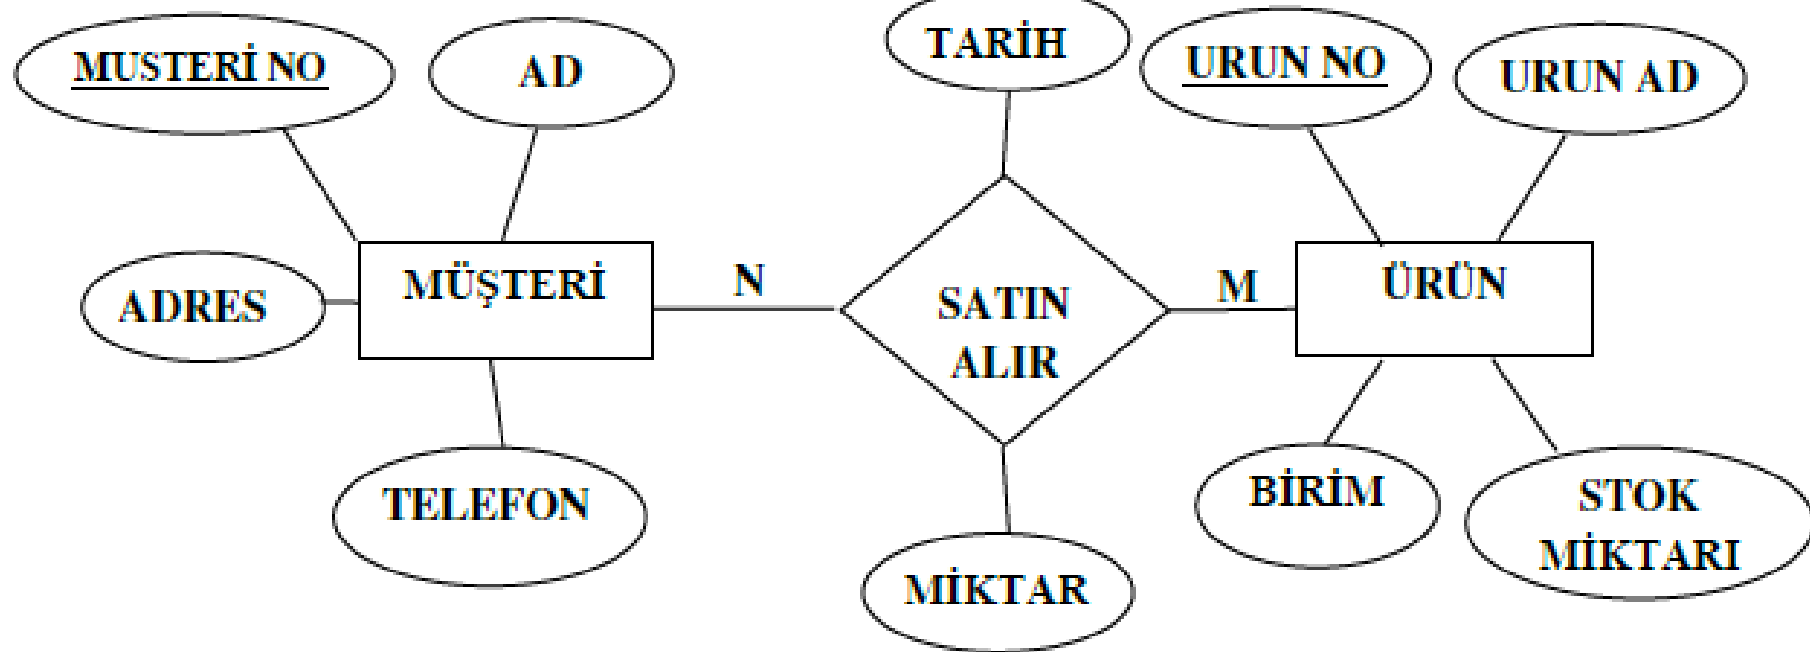 MUSTERİ NO
AD
TARİH
URUN NO
URUN AD
ADRES
MÜŞTERİ
N
SATIN
ALIR
M
ÜRÜN
TELEFON
MİKTAR
BİRİM
STOK
MİKTARI